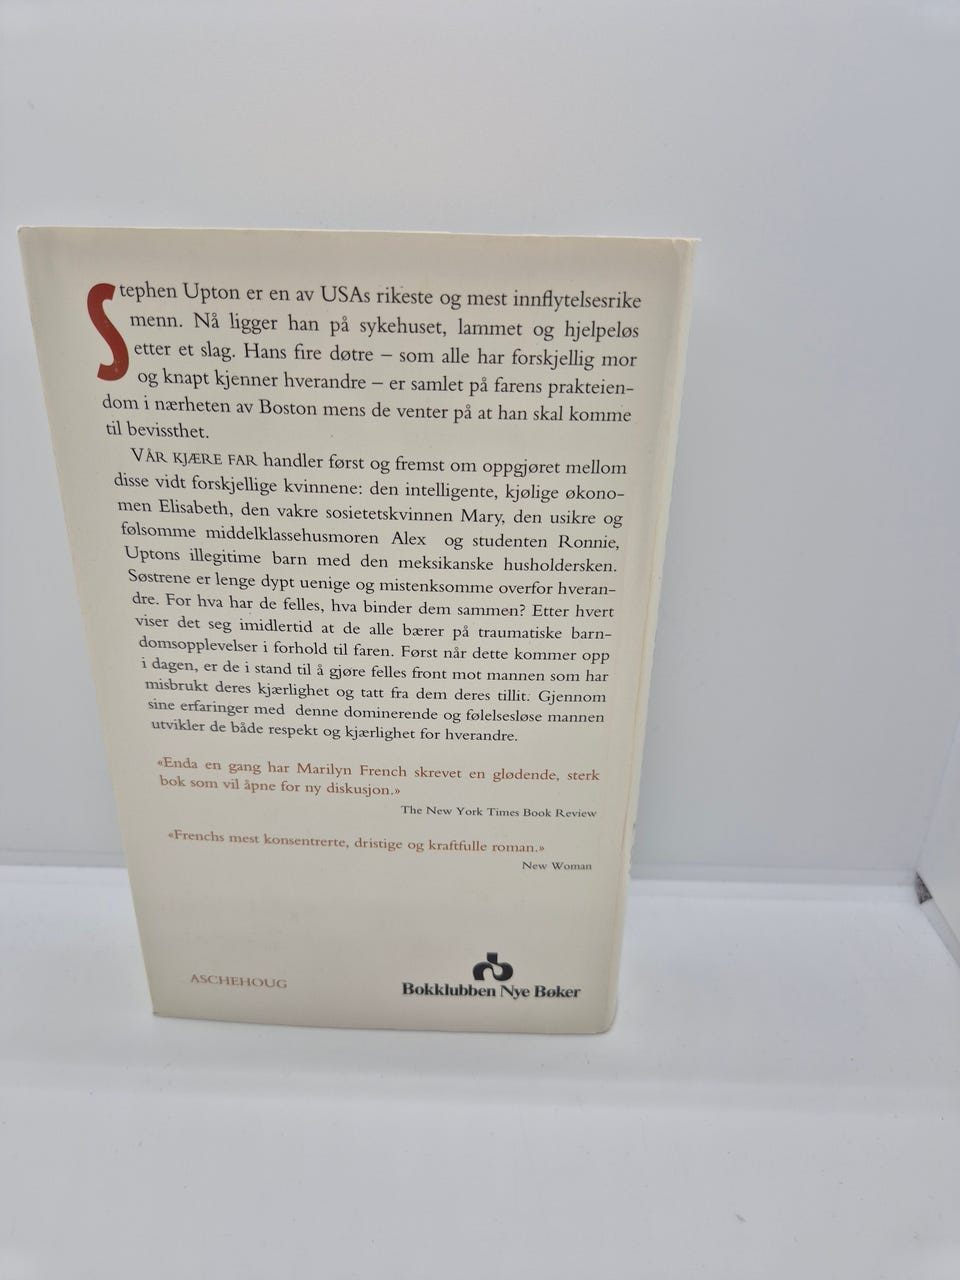 Stephen Upton er en av USAs rikeste og mest innflytelsesrike
menn. Nå ligger han på sykehuset, lammet og hjelpeløs
etter et slag. Hans fire døtre – som alle har forskjellig mor
og knapt kjenner hverandre – er samlet på farens prakteien-
dom i nærheten av Boston mens de venter på at han skal komme
til bevissthet.
VÅR KJÆRE FAR handler først og fremst om oppgjøret mellom
disse vidt forskjellige kvinnene: den intelligente, kjølige økono-
men Elisabeth, den vakre sosietetskvinnen Mary, den usikre og
følsomme middelklassehusmoren Alex og studenten Ronnie,
Uptons illegitime barn med den meksikanske husholdersken.
Søstrene er lenge dypt uenige og mistenksomme overfor hveran-
dre. For hva har de felles, hva binder dem sammen? Etter hvert
viser det seg imidlertid at de alle bærer på traumatiske barn-
domsopplevelser i forhold til faren. Først når dette kommer opp
i dagen, er de i stand til å gjøre felles front mot mannen som har
misbrukt deres kjærlighet og tatt fra dem deres tillit. Gjennom
sine erfaringer med denne dominerende og følelsesløse mannen
utvikler de både respekt og kjærlighet for hverandre.
«Enda en gang har Marilyn French skrevet en glødende, sterk
bok som vil åpne for ny diskusjon.»
The New York Times Book Review
«Frenchs mest konsentrerte, dristige og kraftfulle roman.»
New Woman
ASCHEHOUG
Bokklubben Nye Bøker